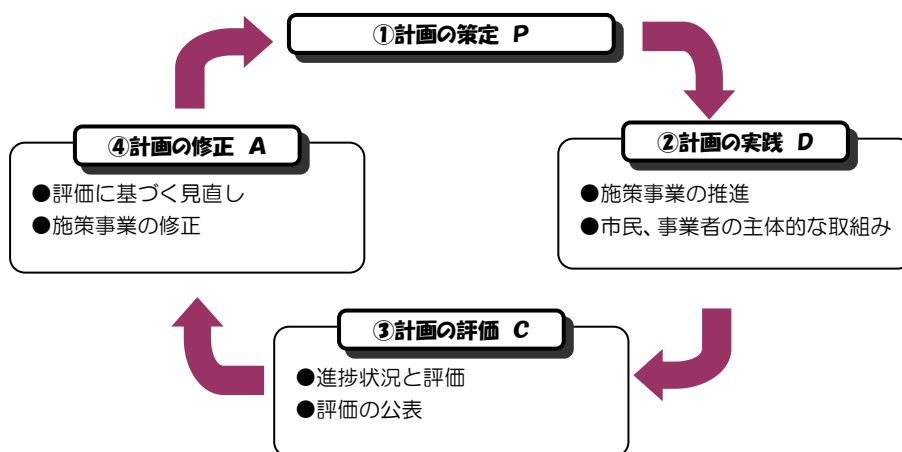 ①計画の策定 P
②計画の実践 D
●施策事業の推進
●市民、事業者の主体的な取組み
③計画の評価 C
●進捗状況と評価
●評価の公表
④計画の修正 A
●評価に基づく見直し
●施策事業の修正